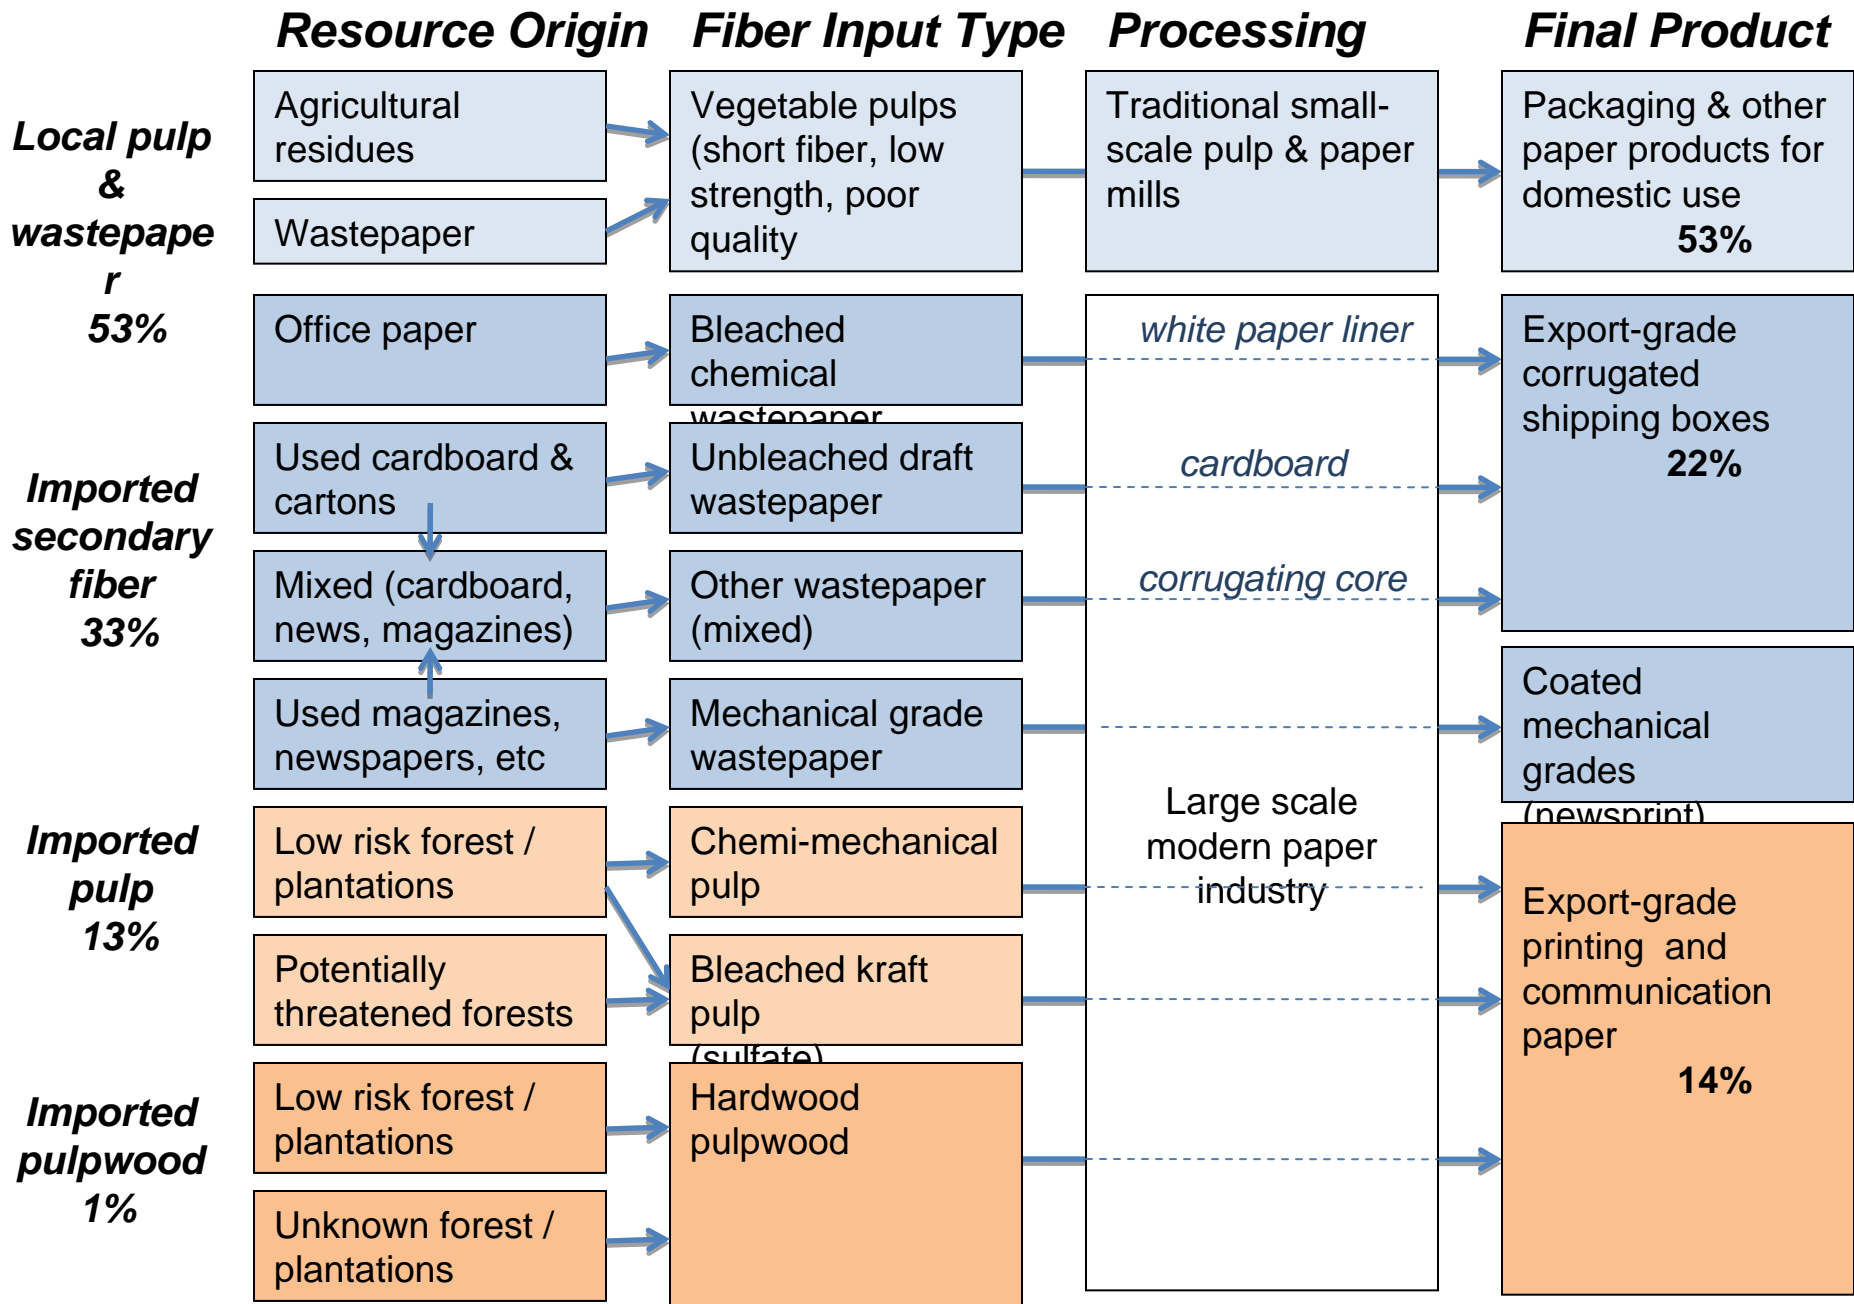 Resource Origin
Fiber Input Type
Processing
Final Product
Local pulp
&
wastepape
r
53%
Agricultural
residues
Wastepaper
Vegetable pulps
(short fiber, low
strength, poor
quality
Traditional small-
scale pulp & paper
mills
Packaging & other
paper products for
domestic use
53%
Imported
secondary
fiber
33%
Office paper
Bleached
chemical
wastepaper
white paper liner
Export-grade
corrugated
shipping boxes
22%
Used cardboard &
cartons
Unbleached draft
wastepaper
cardboard
Mixed (cardboard,
news, magazines)
Other wastepaper
(mixed)
corrugating core
Used magazines,
newspapers, etc
Mechanical grade
wastepaper
Coated
mechanical
grades
(newsprint)
Large scale
modern paper
industry
Imported
pulp
13%
Low risk forest /
plantations
Chemi-mechanical
pulp
Potentially
threatened forests
Bleached kraft
pulp
(sulfate)
Export-grade
printing and
communication
paper
14%
Imported
pulpwood
1%
Low risk forest /
plantations
Hardwood
pulpwood
Unknown forest /
plantations